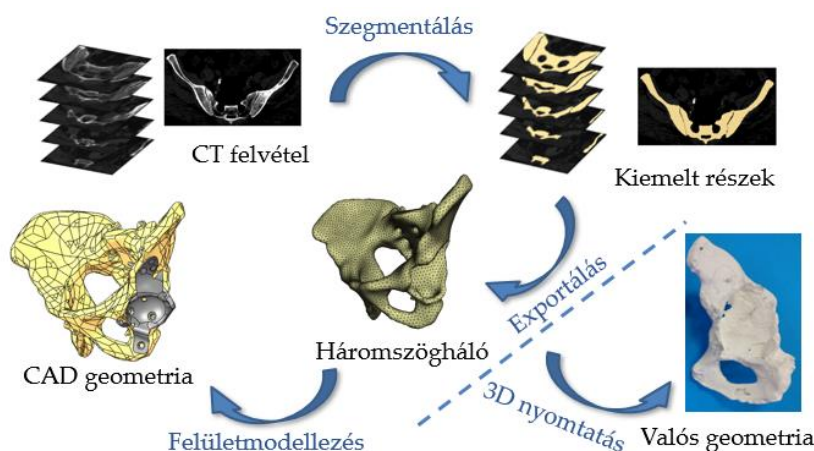 Szegmentálás
CT felvétel
Kiemelt részek
Exportálás
Háromszögháló
CAD geometria
Felületmodellezés
3D nyomtatás
Valós geometria